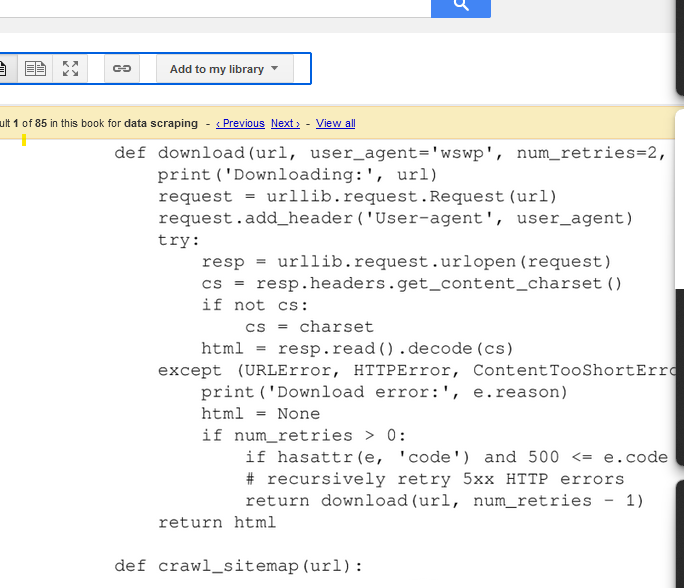 Add to my library
ult 1 of 85 in this book for data scraping - ‹ Previous Next › - View all
def download(url, user_agent='wswp', num_retries=2,
print('Downloading:', url)
request = urllib.request.Request(url)
request.add_header('User-agent', user_agent)
try:
resp = urllib.request.urlopen(request)
cs = resp.headers.get_content_charset()
if not cs:
cs = charset
html = resp.read().decode(cs)
except (URLError, HTTPError, ContentTooShortErro
print('Download error:', e.reason)
html = None
if num_retries > 0:
if hasattr(e, 'code') and 500 <= e.code
# recursively retry 5xx HTTP errors
return download(url, num_retries - 1)
return html
def crawl_sitemap(url):